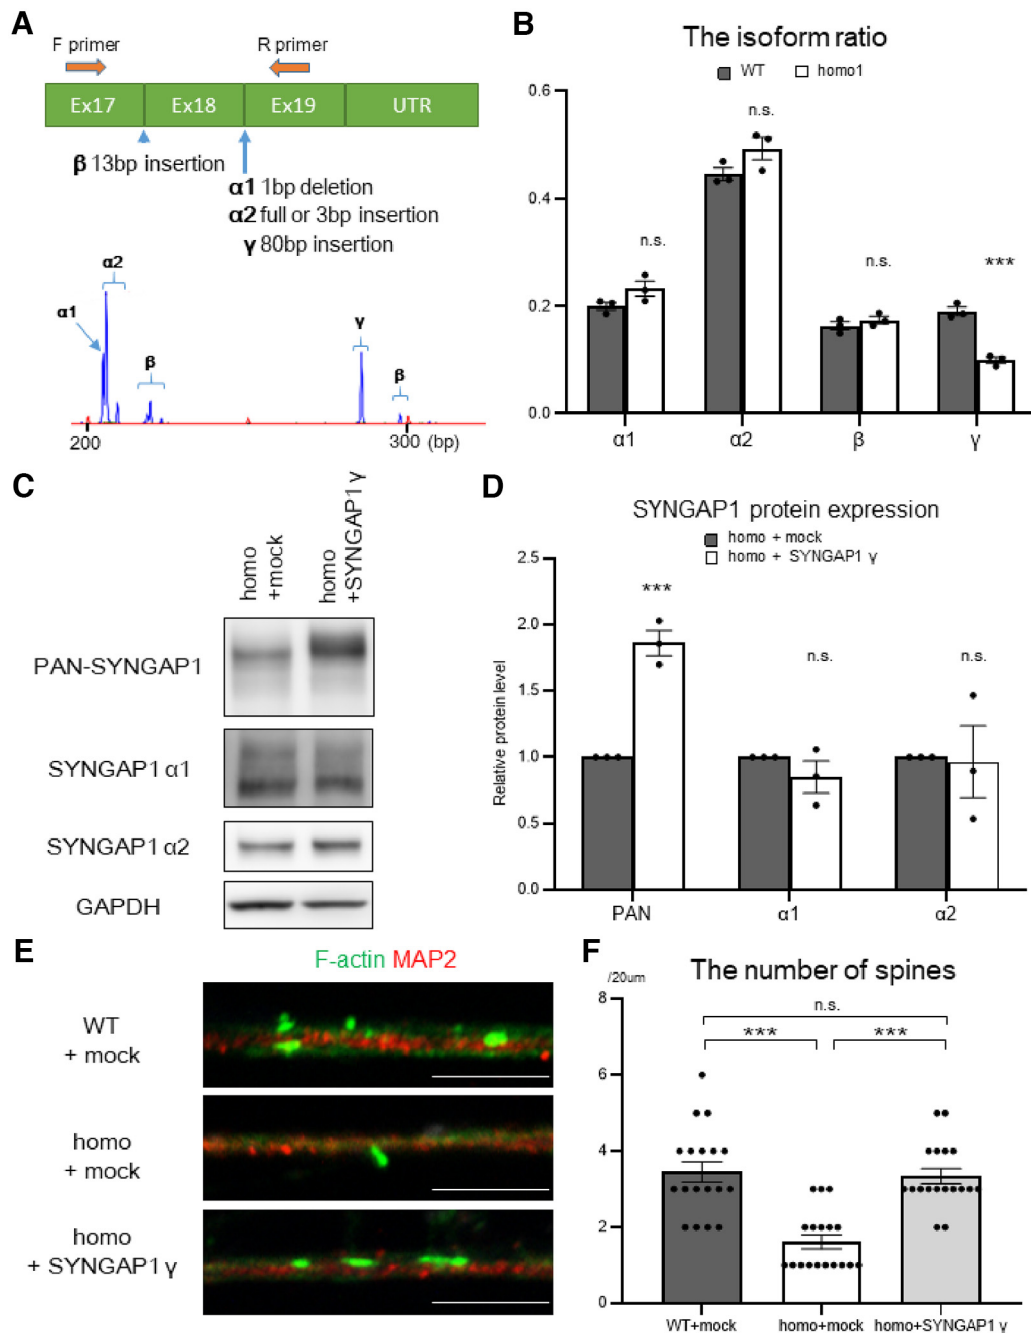 A
F primer
R primer
Ex17
Ex18
Ex19
UTR
β 13bp insertion
α1 1bp deletion
α2 full or 3bp insertion
γ 80bp insertion
α2
α1
β
γ
β
200
300 (bp)
B
The isoform ratio
WT
homo1
0.6
0.4
0.2
0.0
n.s.
n.s.
n.s.
***
α1
α2
β
γ
C
homo
+mock
homo
+SYNGAP1 γ
PAN-SYNGAP1
SYNGAP1 α1
SYNGAP1 α2
GAPDH
D
SYNGAP1 protein expression
homo + mock
homo + SYNGAP1 γ
Relative protein level
2.5
2.0
1.5
1.0
0.5
0.0
***
n.s.
n.s.
PAN
α1
α2
E
F-actin MAP2
WT
+ mock
homo
+ mock
homo
+ SYNGAP1 γ
F
/20um
The number of spines
8
6
4
2
0
n.s.
***
***
WT+mock
homo+mock
homo+SYNGAP1 γ